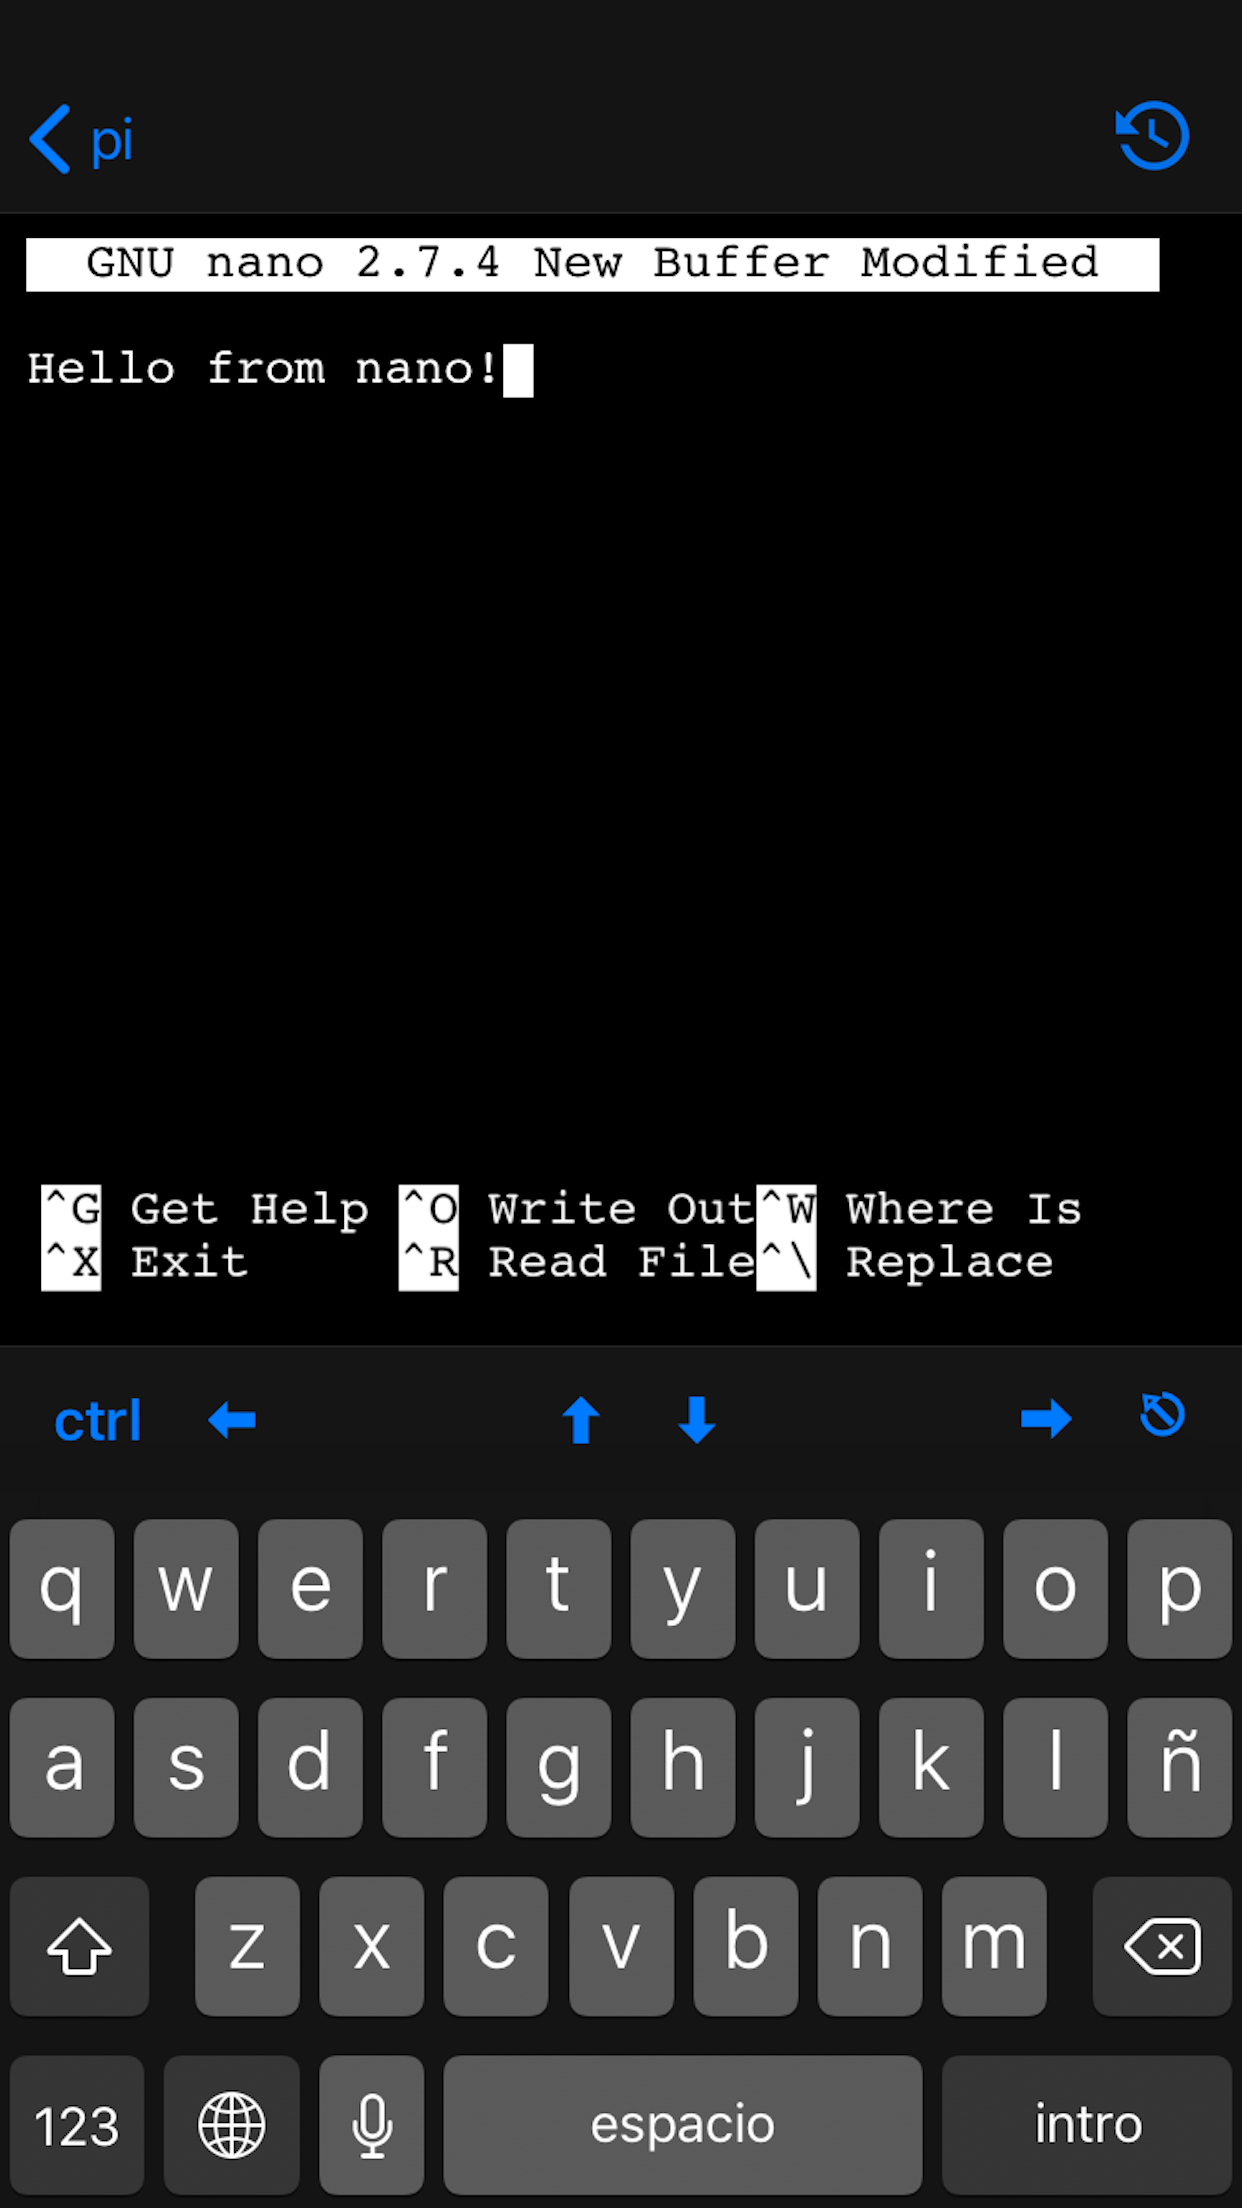 pi
GNU nano 2.7.4 New Buffer Modified
Hello from nano!
^G Get Help ^O Write Out ^W Where Is
^X Exit ^R Read File ^\ Replace
ctrl
q w e r t y u i o p
a s d f g h j k l ñ
z x c v b n m
123 espacio intro